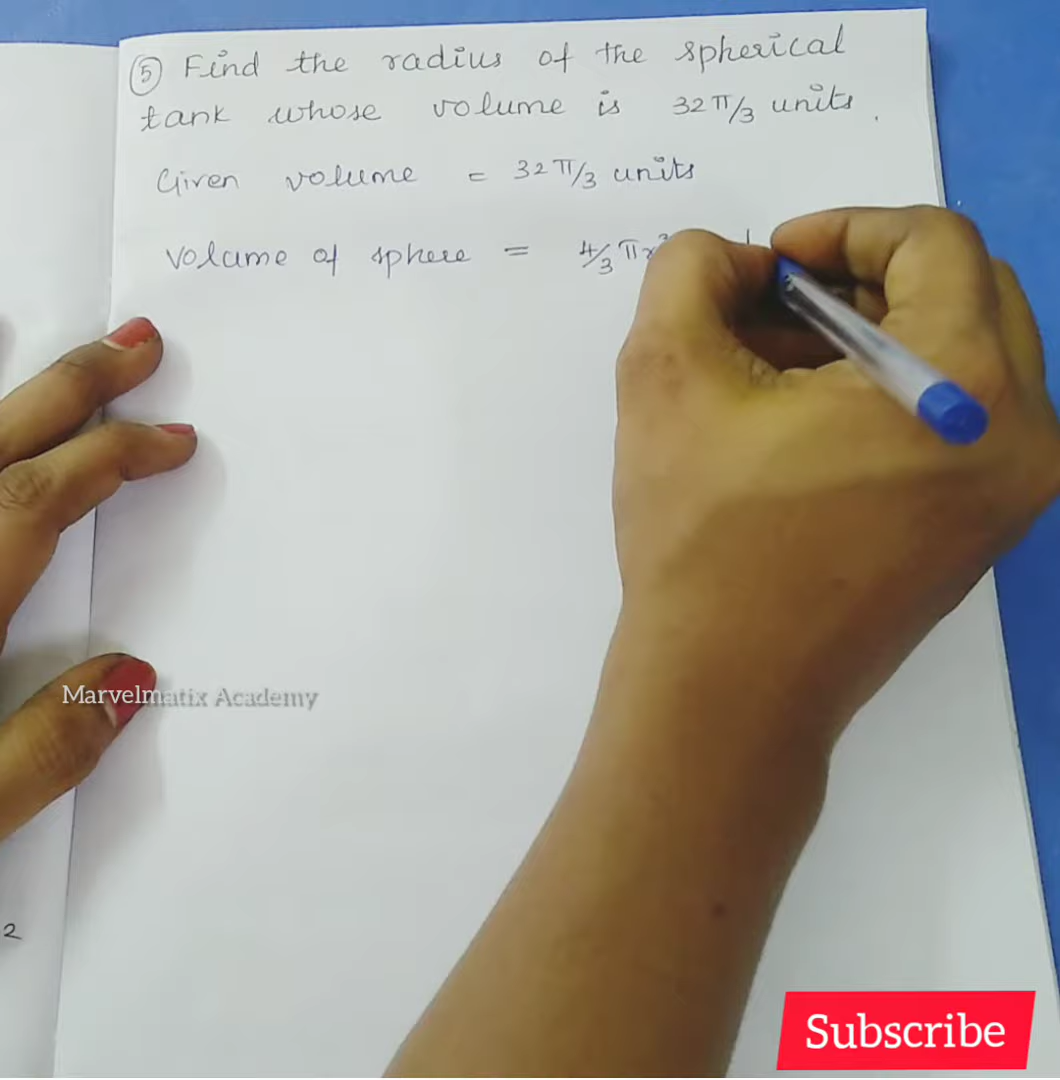 ⑤ Find the radius of the spherical
tank whose volume is 32π/3 units.
Given volume = 32π/3 units
Volume of sphere = 4/3 π
Marvelmatix Academy
2
Subscribe